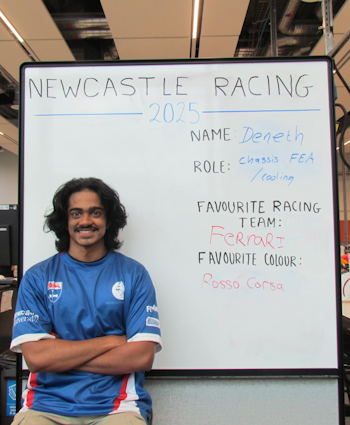 NEWCASTLE RACING
2025
NAME Deneth
ROLE: Chassis FEA
/cooling
FAVOURITE RACING
TEAM:
FeRRARI
FAVOURITE COLOUR:
Rosso Corsa